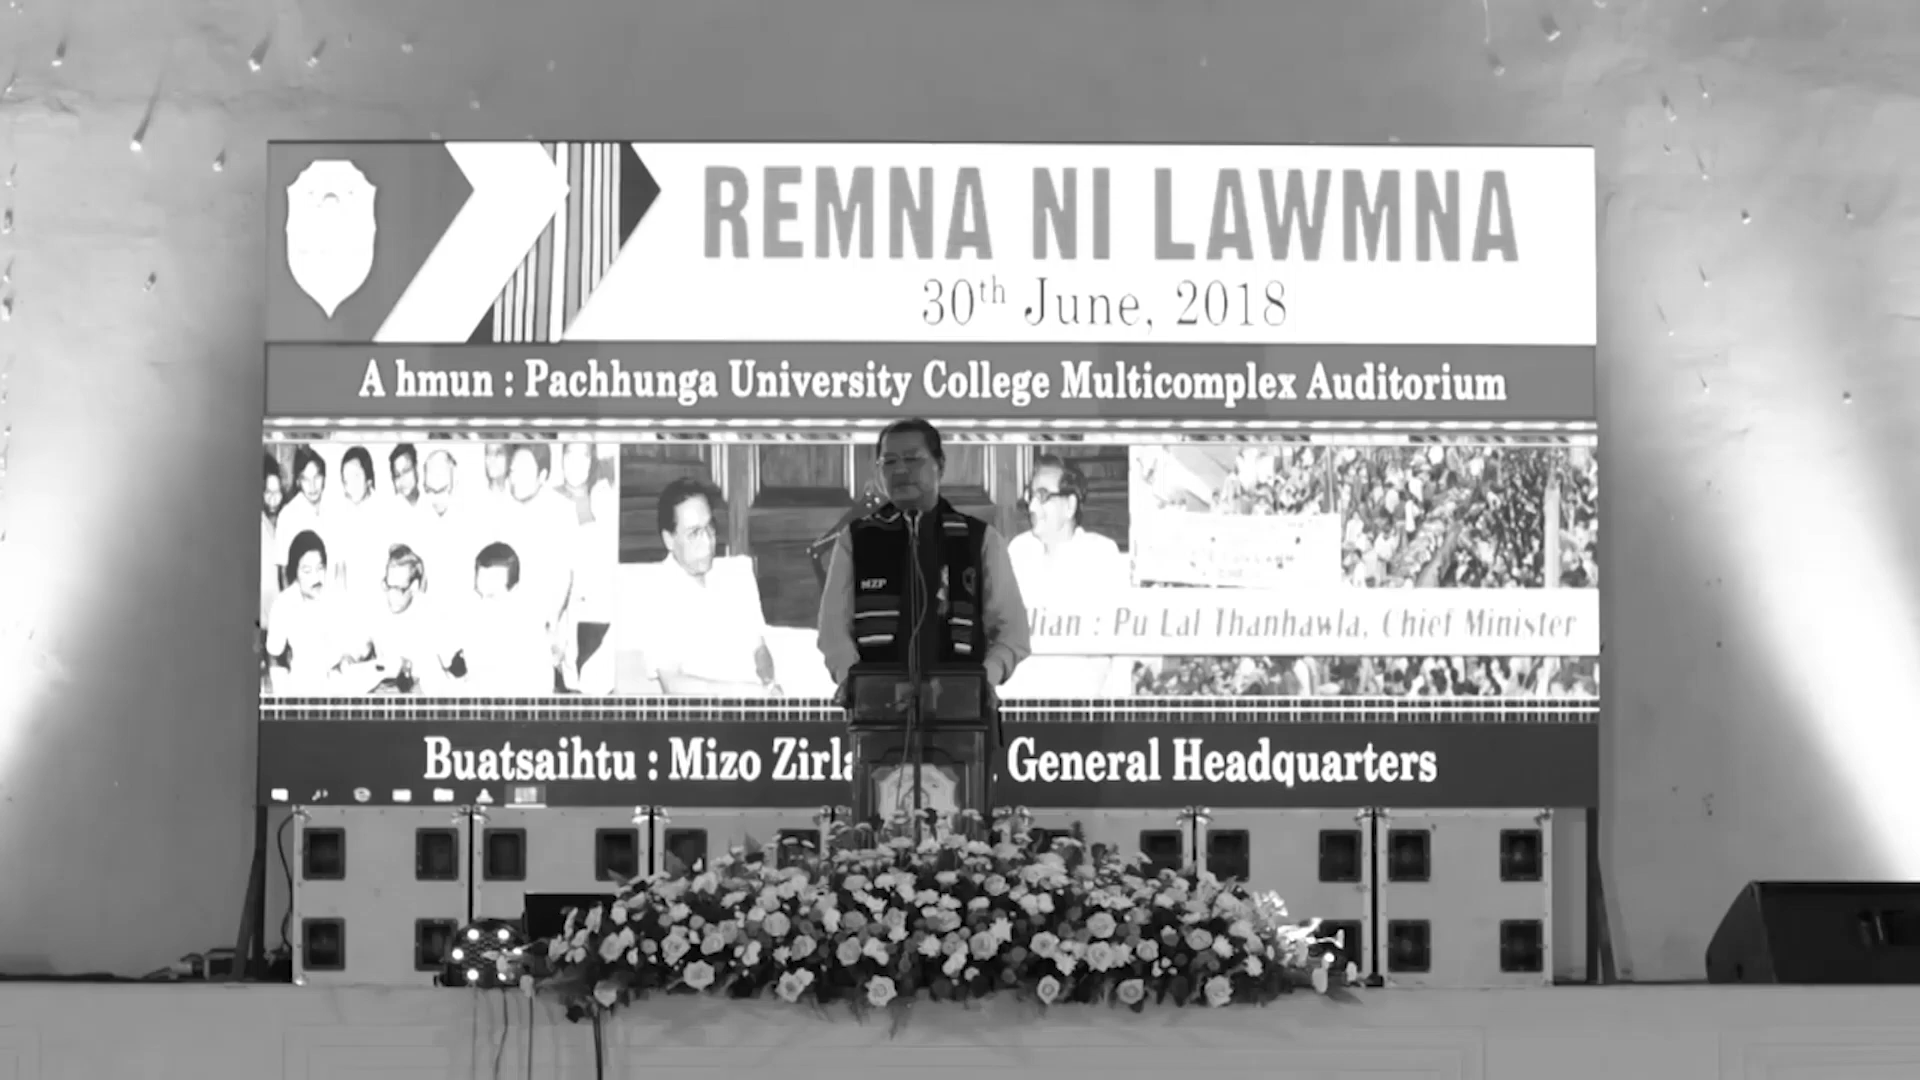 REMNA NI LAWMNA
30th June, 2018
A hmun : Pachhunga University College Multicomplex Auditorium
MZP
: Pu Lal Thanhawla, Chief Minister
Buatsaihtu : Mizo General Headquarters